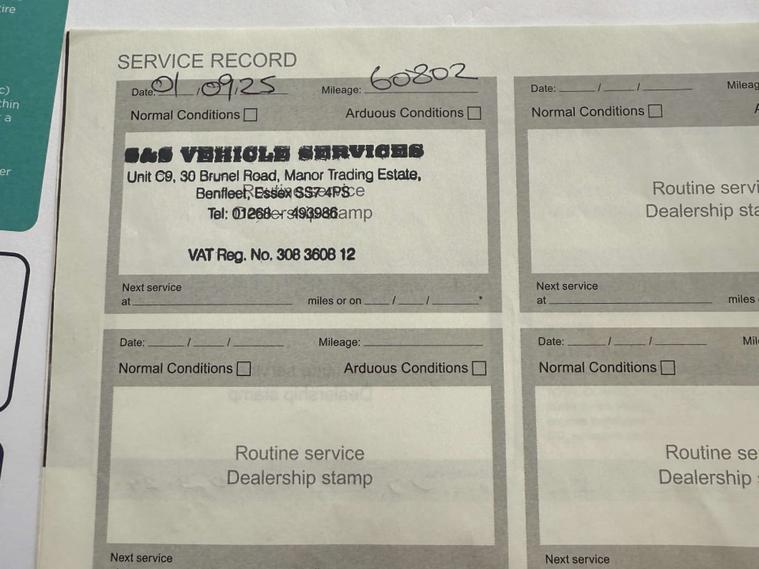 ire
c)
thin
a
er
SERVICE RECORD
Date: 01/09/25 Mileage: 60802
Normal Conditions Arduous Conditions
S&S VEHICLE SERVICES
Unit C9, 30 Brunel Road, Manor Trading Estate,
Benfleet, Essex SS7 4PS
Routine service
Tel: 01268 - 493986
Dealership stamp
VAT Reg. No. 308 3608 12
Next service
at miles or on / / *
Date: / / Mileag
Normal Conditions A
Routine servi
Dealership sta
Next service
at miles
Date: / / Mileage:
Normal Conditions Arduous Conditions
Routine service
Dealership stamp
Next service
Date: / / Mil
Normal Conditions
Routine se
Dealership
Next service